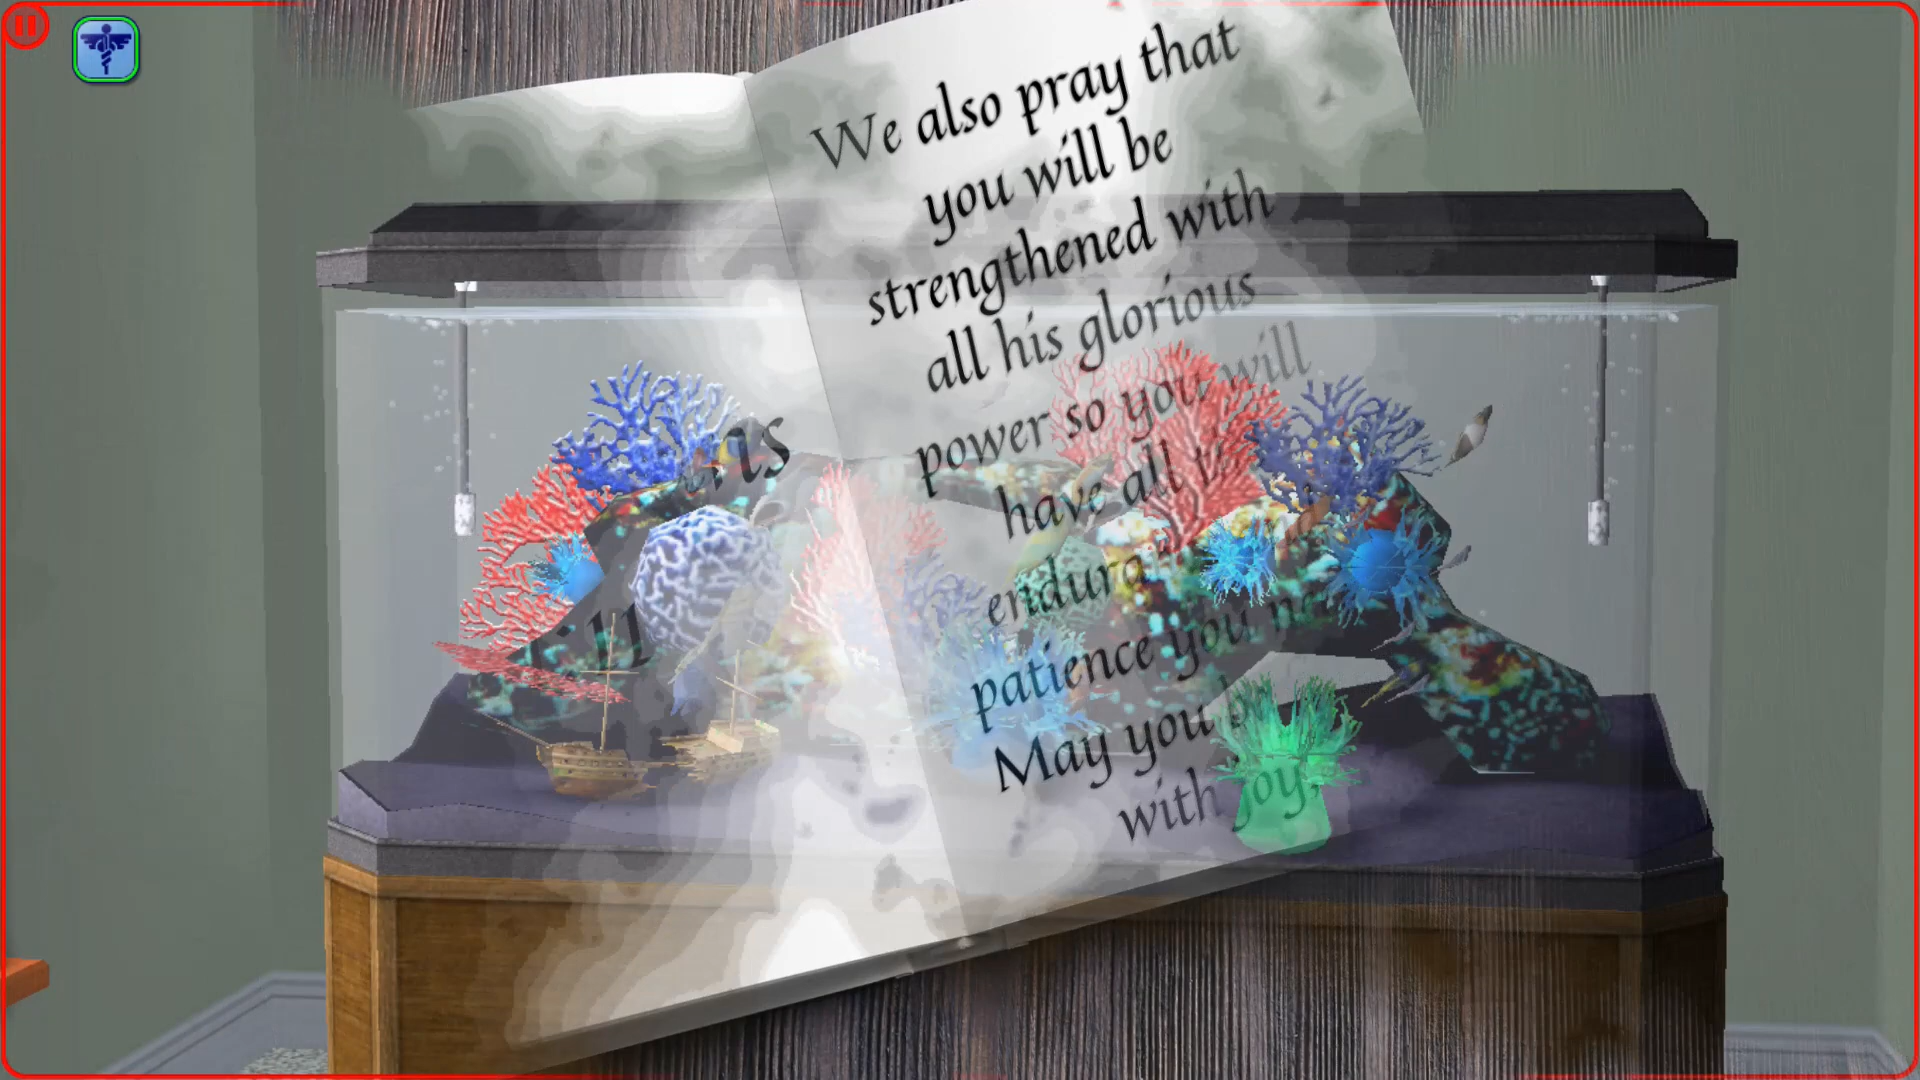 We also pray that
you will be
strengthened with
all his glorious
power so you will
have all
patience you
May you
with joy.